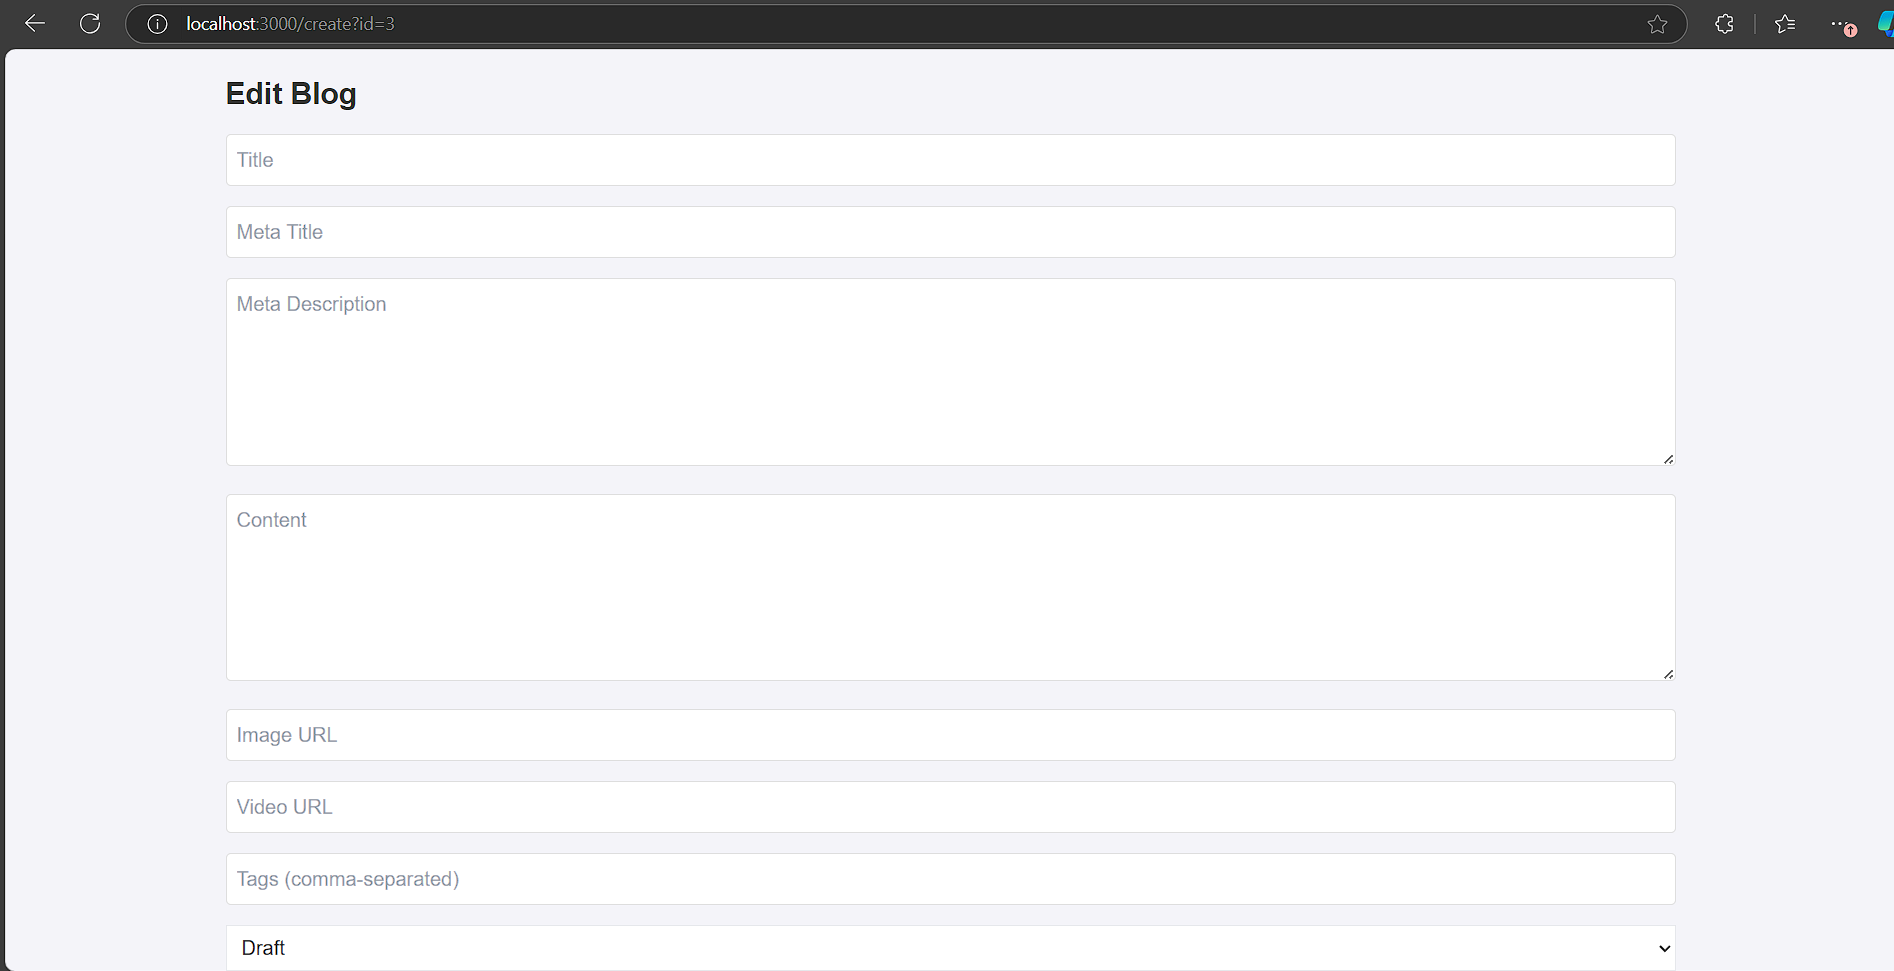 localhost:3000/create?id=3
Edit Blog
Title
Meta Title
Meta Description
Content
Image URL
Video URL
Tags (comma-separated)
Draft